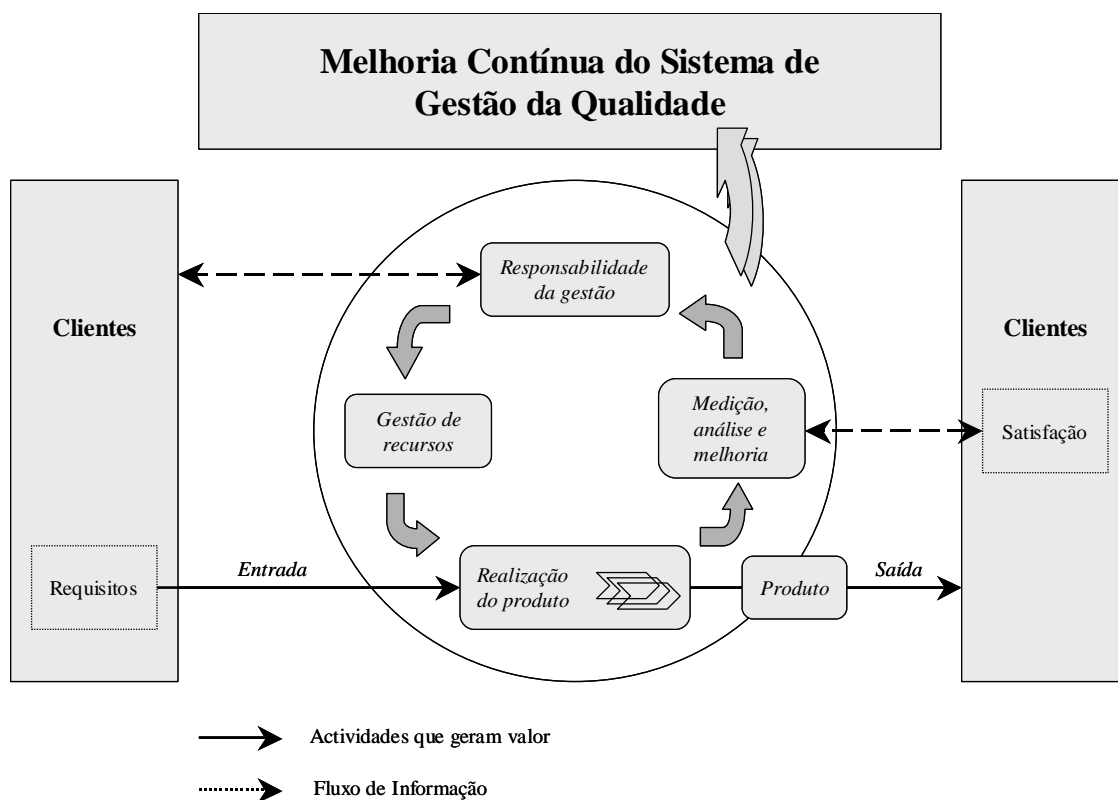 Melhoria Contínua do Sistema de
Gestão da Qualidade
Responsabilidade
da gestão
Clientes
Clientes
Gestão de
recursos
Medição,
análise e
melhoria
Satisfação
Requisitos
Entrada
Realização
do produto
Produto
Saída
Actividades que geram valor
Fluxo de Informação